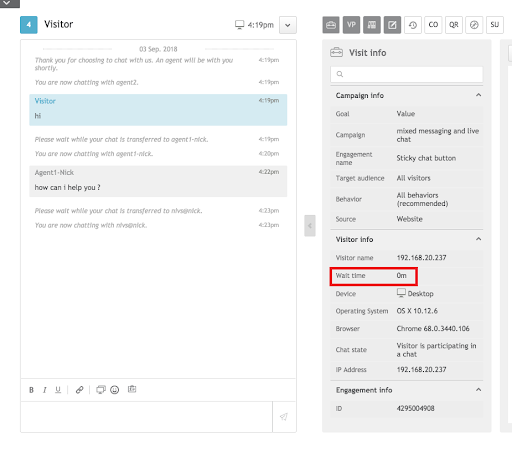 4 Visitor 4:19pm
03 Sep. 2018
Thank you for choosing to chat with us. An agent will be with you 4:19pm
shortly.
You are now chatting with agent2. 4:19pm
Visitor 4:19pm
hi
Please wait while your chat is transferred to agent1-nick. 4:19pm
You are now chatting with agent1-nick. 4:20pm
Agent1-Nick 4:22pm
how can i help you ?
Please wait while your chat is transferred to nivs@nick. 4:23pm
You are now chatting with nivs@nick. 4:23pm
B I U
VP CO QR SU
Visit info
Campaign info
Goal Value
Campaign mixed messaging and live
chat
Engagement Sticky chat button
name
Target audience All visitors
Behavior All behaviors
(recommended)
Source Website
Visitor info
Visitor name 192.168.20.237
Wait time 0m
Device Desktop
Operating System OS X 10.12.6
Browser Chrome 68.0.3440.106
Chat state Visitor is participating in
a chat
IP Address 192.168.20.237
Engagement info
ID 4295004908